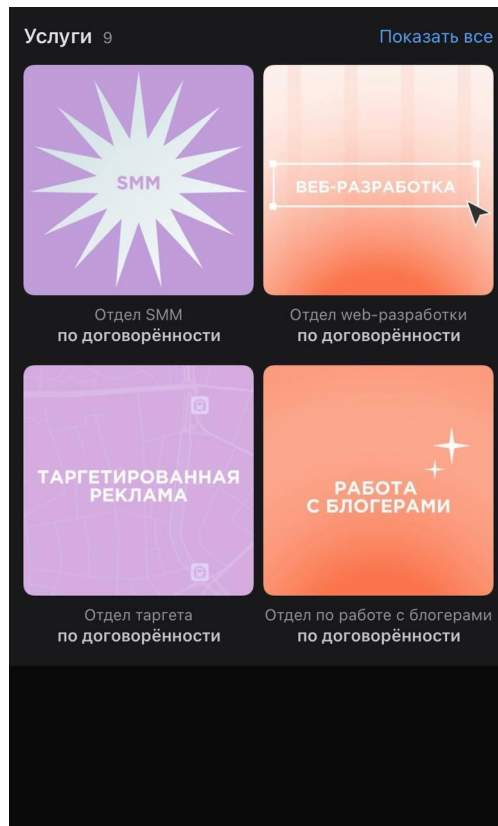 Услуги 9
Показать все
SMM
ВЕБ-РАЗРАБОТКА
Отдел SMM
по договорённости
Отдел web-разработки
по договорённости
ТАРГЕТИРОВАННАЯ
РЕКЛАМА
РАБОТА
С БЛОГЕРАМИ
Отдел таргета
по договорённости
Отдел по работе с блогерами
по договорённости